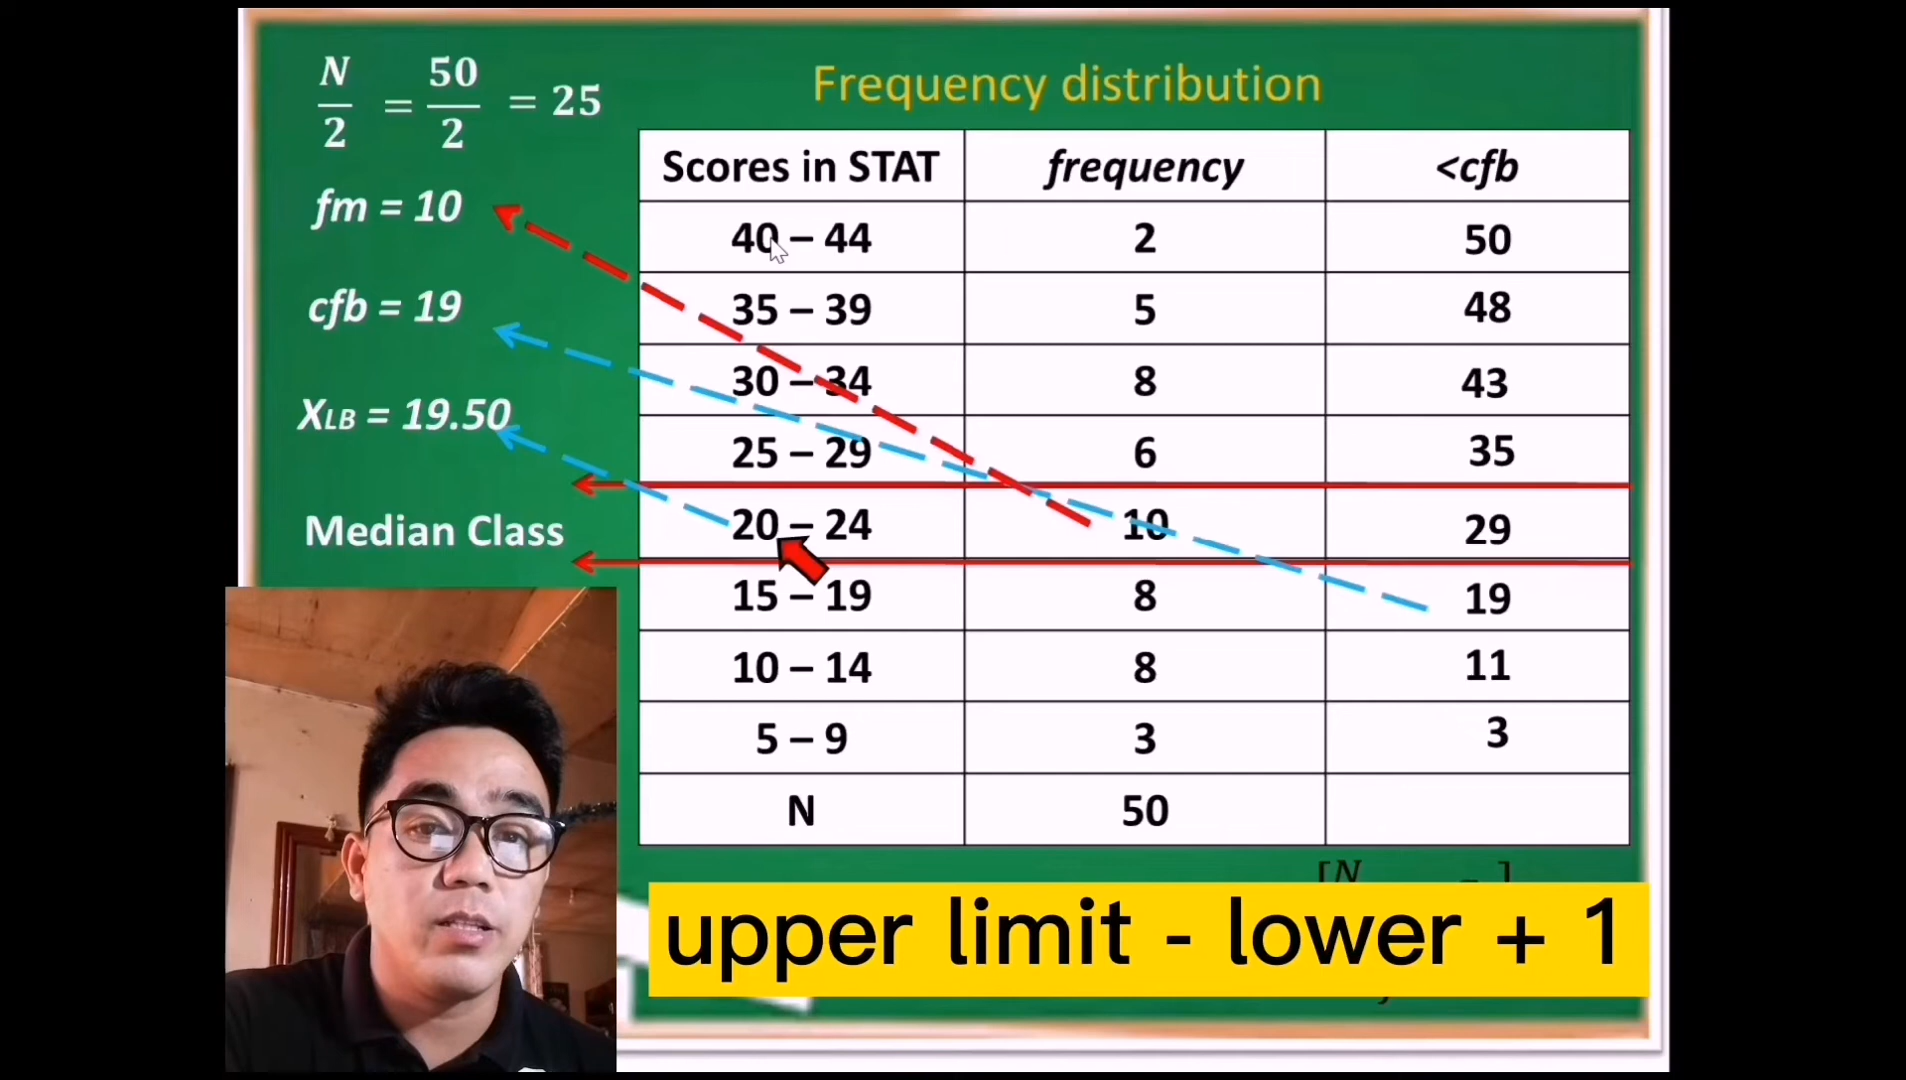 N/2 = 50/2 = 25
fm = 10
cfb = 19
XLB = 19.50
Median Class
Frequency distribution
Scores in STAT frequency <cfb
40 – 44 2 50
35 – 39 5 48
30 – 34 8 43
25 – 29 6 35
20 – 24 10 29
15 – 19 8 19
10 – 14 8 11
5 – 9 3 3
N 50
[N ]
upper limit - lower + 1